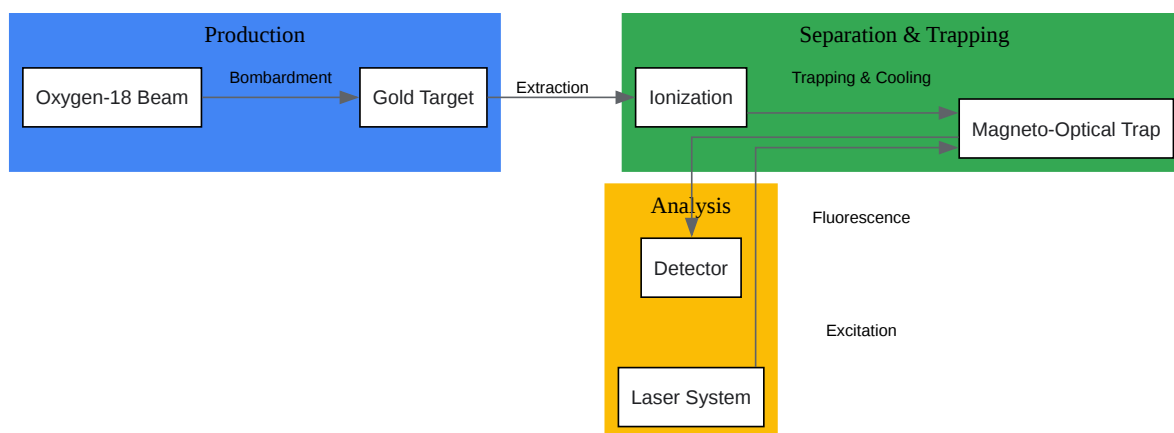 Production
Separation & Trapping
Oxygen-18 Beam
Bombardment
Gold Target
Extraction
Ionization
Trapping & Cooling
Magneto-Optical Trap
Analysis
Fluorescence
Detector
Excitation
Laser System